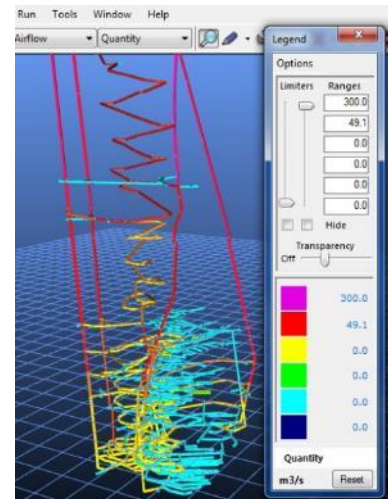 Run Tools Window Help
Airflow Quantity
Legend
Options
Limiters Ranges
300.0
49.1
0.0
0.0
0.0
0.0
Hide
Transparency
Off
300.0
49.1
0.0
0.0
0.0
0.0
Quantity
m3/s Reset